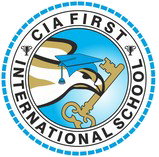 CIA FIRST
INTERNATIONAL SCHOOL